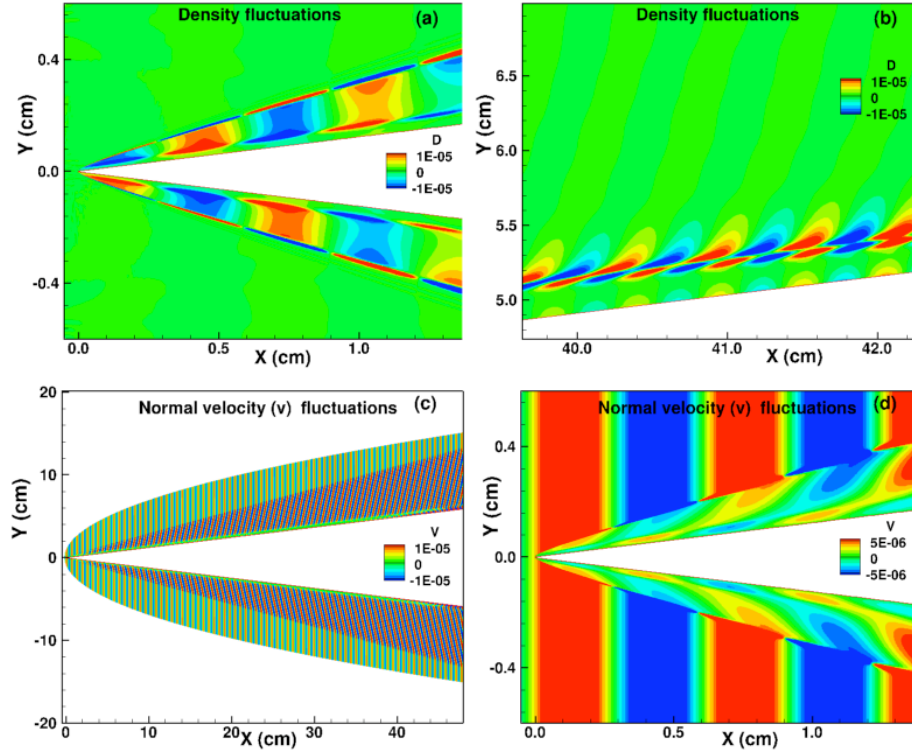 Density fluctuations (a)
0.4
0.0
-0.4
Y (cm)
D
1E-05
0
-1E-05
0.0 0.5 1.0
X (cm)
Density fluctuations (b)
6.5
6.0
5.5
5.0
Y (cm)
D
1E-05
0
-1E-05
40.0 41.0 42.0
X (cm)
Normal velocity (v) fluctuations (c)
20
10
0
-10
-20
Y (cm)
V
1E-05
0
-1E-05
0 10 20 30 40
X (cm)
Normal velocity (v) fluctuations (d)
0.4
0.0
-0.4
Y (cm)
V
5E-06
0
-5E-06
0.0 0.5 1.0
X (cm)